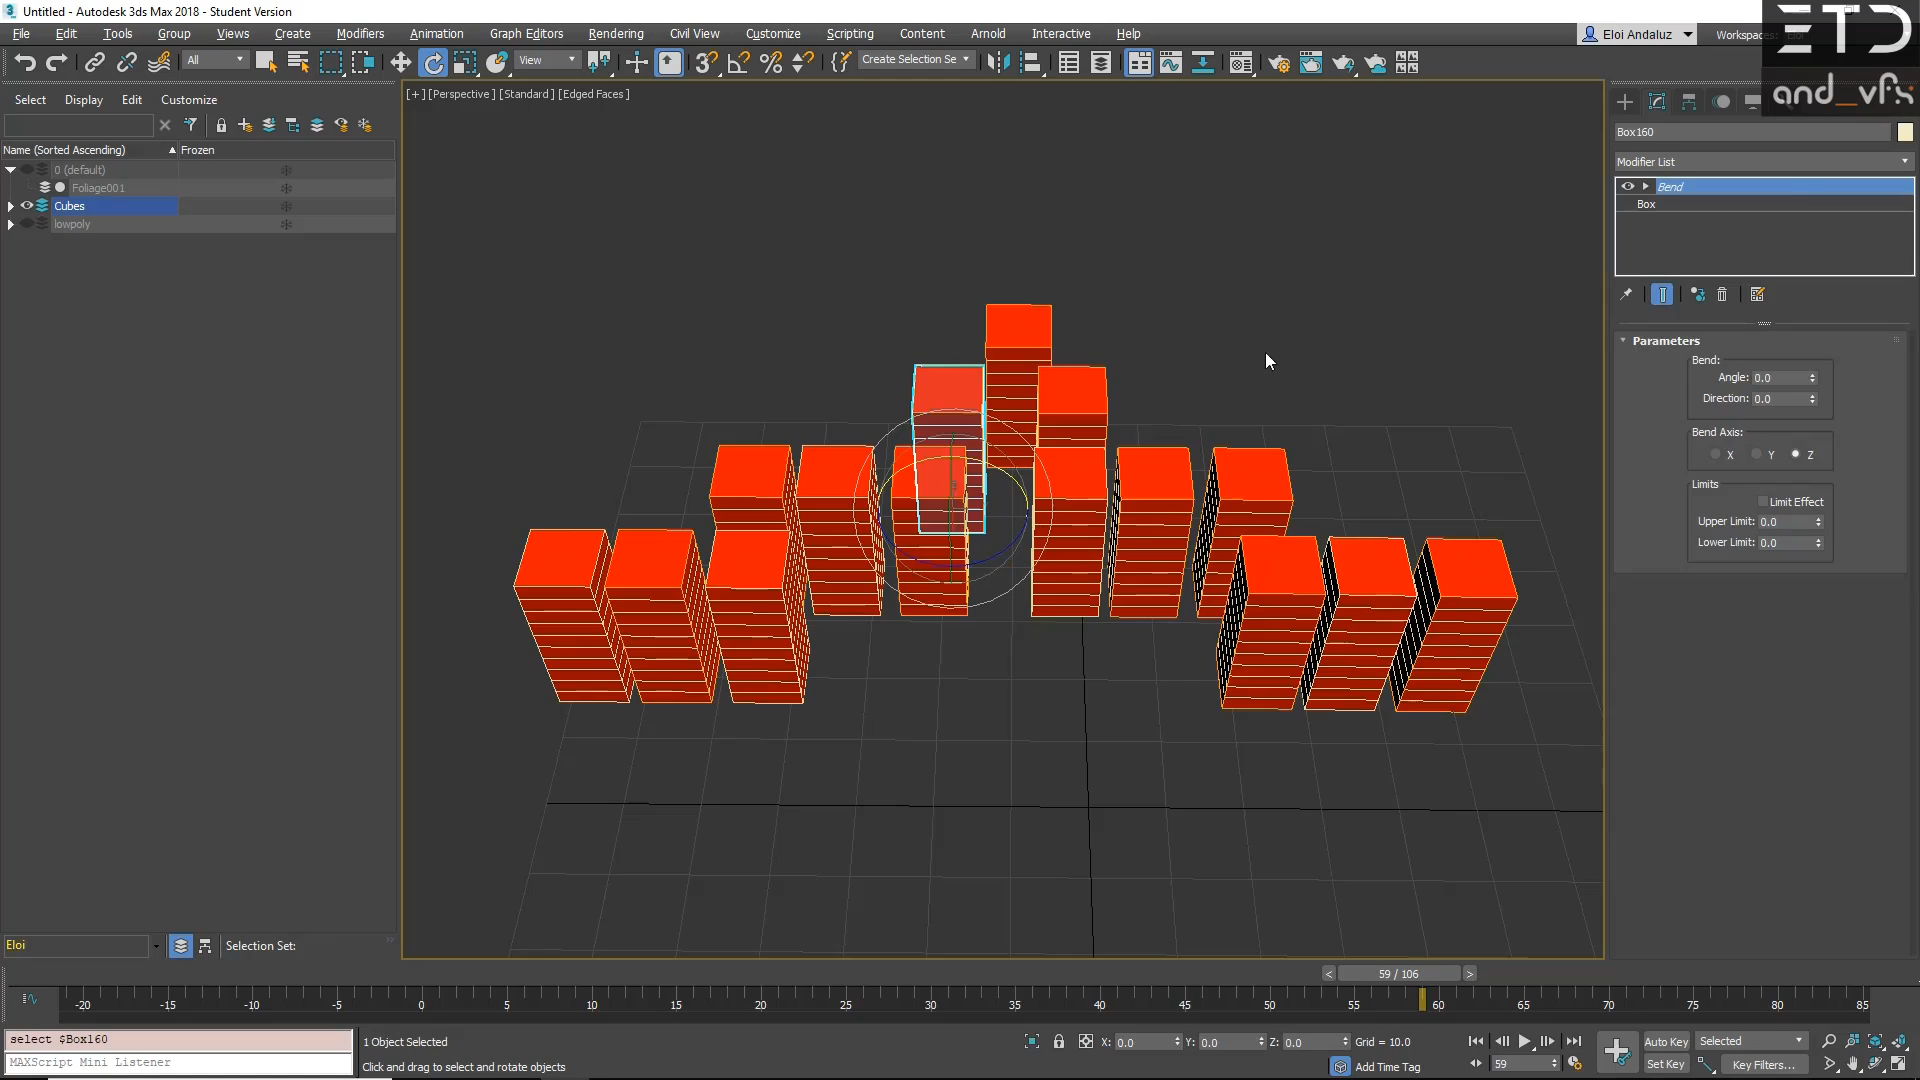 Untitled - Autodesk 3ds Max 2018 - Student Version
File Edit Tools Group Views Create Modifiers Animation Graph Editors Rendering Civil View Customize Scripting Content Arnold Interactive Help
Eloi Andaluz
ETD
and_vfx
All
View
Create Selection Se
Select Display Edit Customize
Name (Sorted Ascending) Frozen
0 (default)
Foliage001
Cubes
lowpoly
[+] [Perspective] [Standard] [Edged Faces]
Box160
Modifier List
Bend
Box
Parameters
Bend:
Angle: 0.0
Direction: 0.0
Bend Axis:
X Y Z
Limits
Limit Effect
Upper Limit: 0.0
Lower Limit: 0.0
Eloi
Selection Set:
< 59 / 106 >
-20 -15 -10 -5 0 5 10 15 20 25 30 35 40 45 50 55 60 65 70 75 80 85
select $Box160
MAXScript Mini Listener
1 Object Selected
Click and drag to select and rotate objects
X: 0.0 Y: 0.0 Z: 0.0 Grid = 10.0
Add Time Tag
59
Auto Key Selected
Set Key Key Filters...